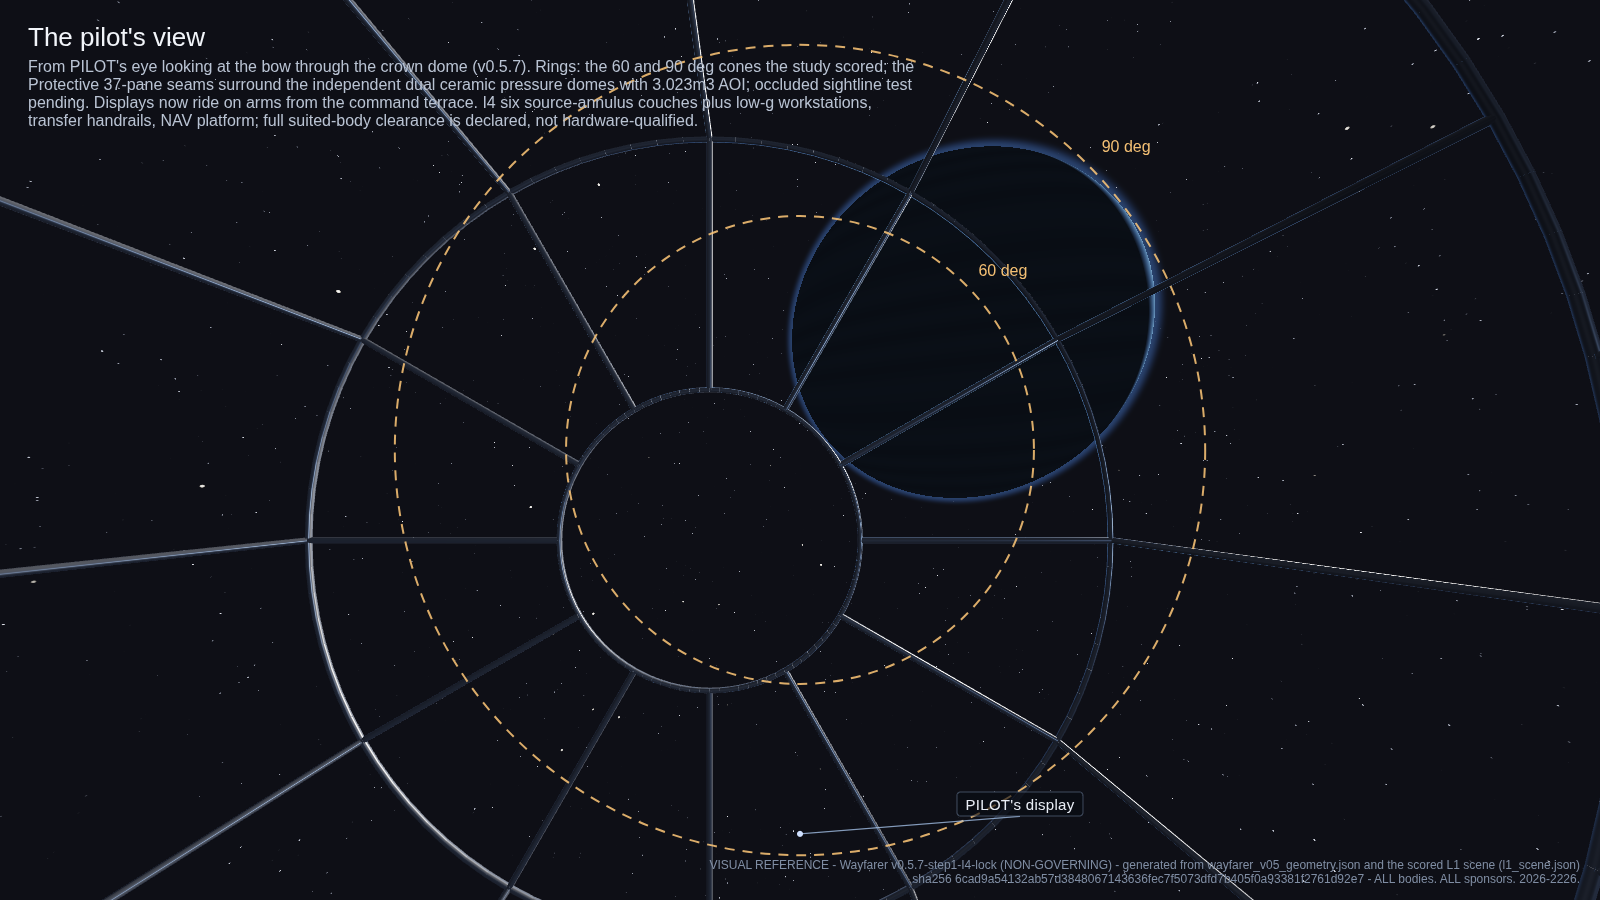 The pilot's view
From PILOT's eye looking at the bow through the crown dome (v0.5.7). Rings: the 60 and 90 deg cones the study scored; the
Protective 37-pane seams surround the independent dual ceramic pressure domes with 3.023m3 AOI; occluded sightline test
pending. Displays now ride on arms from the command terrace. I4 six source-annulus couches plus low-g workstations,
transfer handrails, NAV platform; full suited-body clearance is declared, not hardware-qualified.
90 deg
60 deg
PILOT's display
VISUAL REFERENCE - Wayfarer v0.5.7-step1-I4-lock (NON-GOVERNING) - generated from wayfarer_v05_geometry.json and the scored L1 scene (l1_scene.json)
sha256 - ALL bodies. ALL sponsors. 2026-2226.